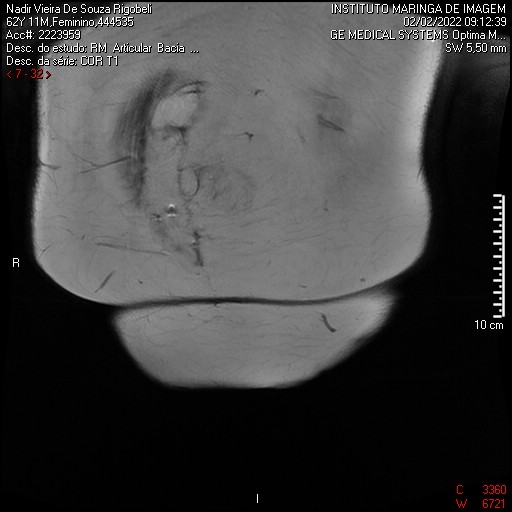 Nadir Vieira De Souza Rigobeli
62Y 11M,Feminino,444535
Acc#: 2223959
Desc. do estudo: RM Articular Bacia ...
Desc. da série: COR T1
< 7 - 32 >
INSTITUTO MARINGA DE IMAGEM
02/02/2022 09:12:39
GE MEDICAL SYSTEMS Optima M...
SW 5,50 mm
R
10 cm
I
C 3360
W 6721